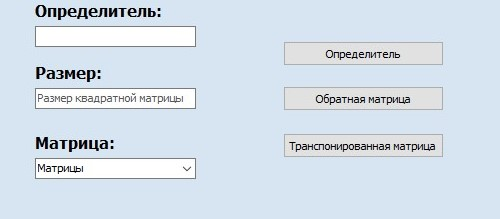 Определитель:
Определитель
Размер:
Размер квадратной матрицы
Обратная матрица
Матрица:
Транспонированная матрица
Матрицы